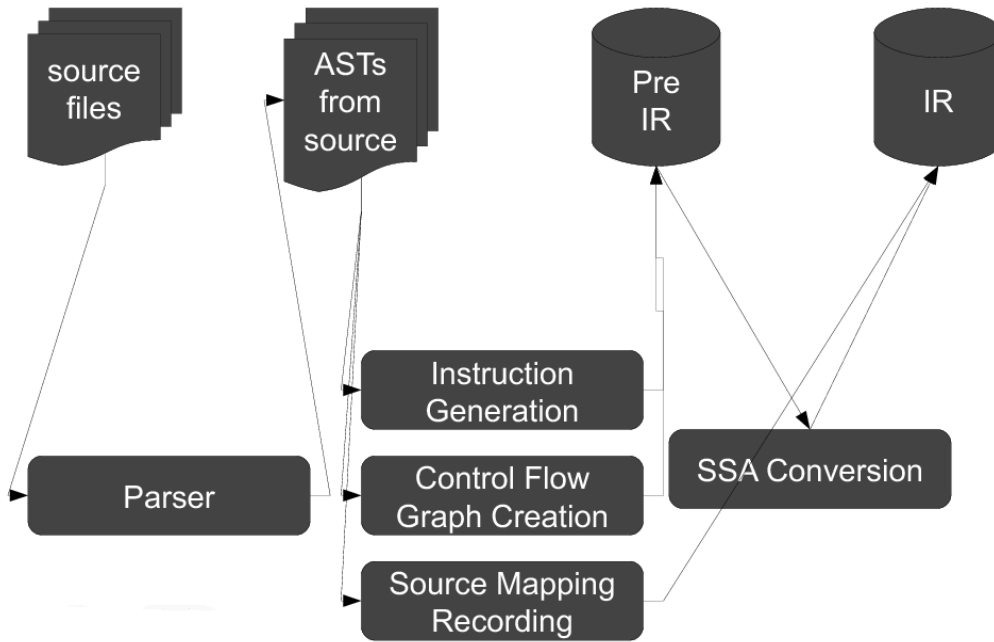 source
files
ASTs
from
source
Pre
IR
IR
Instruction
Generation
Parser
Control Flow
Graph Creation
SSA Conversion
Source Mapping
Recording